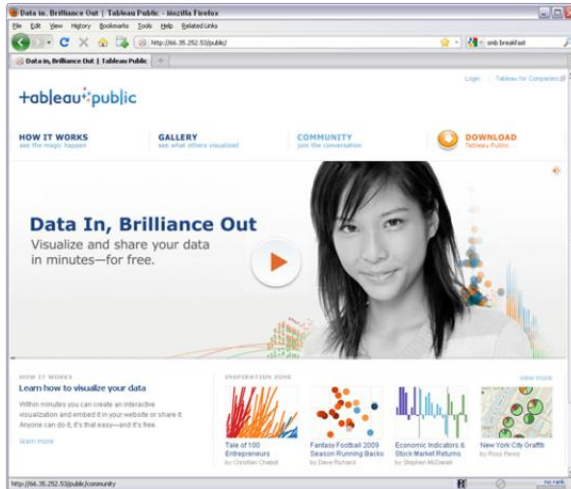 Data in, Brilliance Out | Tableau Public - Mozilla Firefox
File Edit View History Bookmarks Tools Help Related Links
http://66.35.252.53/public/
smb breakfast
Data in, Brilliance Out | Tableau Public
Login Tableau for Companies
+ableau public
HOW IT WORKS
see the magic happen
GALLERY
see what others visualized
COMMUNITY
join the conversation
DOWNLOAD
Tableau Public
Data In, Brilliance Out
Visualize and share your data
in minutes—for free.
HOW IT WORKS
Learn how to visualize your data
Within minutes you can create an interactive
visualization and embed it in your website or share it.
Anyone can do it, it's that easy—and it's free.
learn more
INSPIRATION ZONE
view more
Tale of 100
Entrepreneurs
by Christian Chabot
Fantasy Football 2009
Season Running Backs
by Dave Richard
Economic Indicators &
Stock Market Returns
by Stephen McDaniel
New York City Graffiti
by Ross Perez
http://66.35.252.53/public/community
no rank